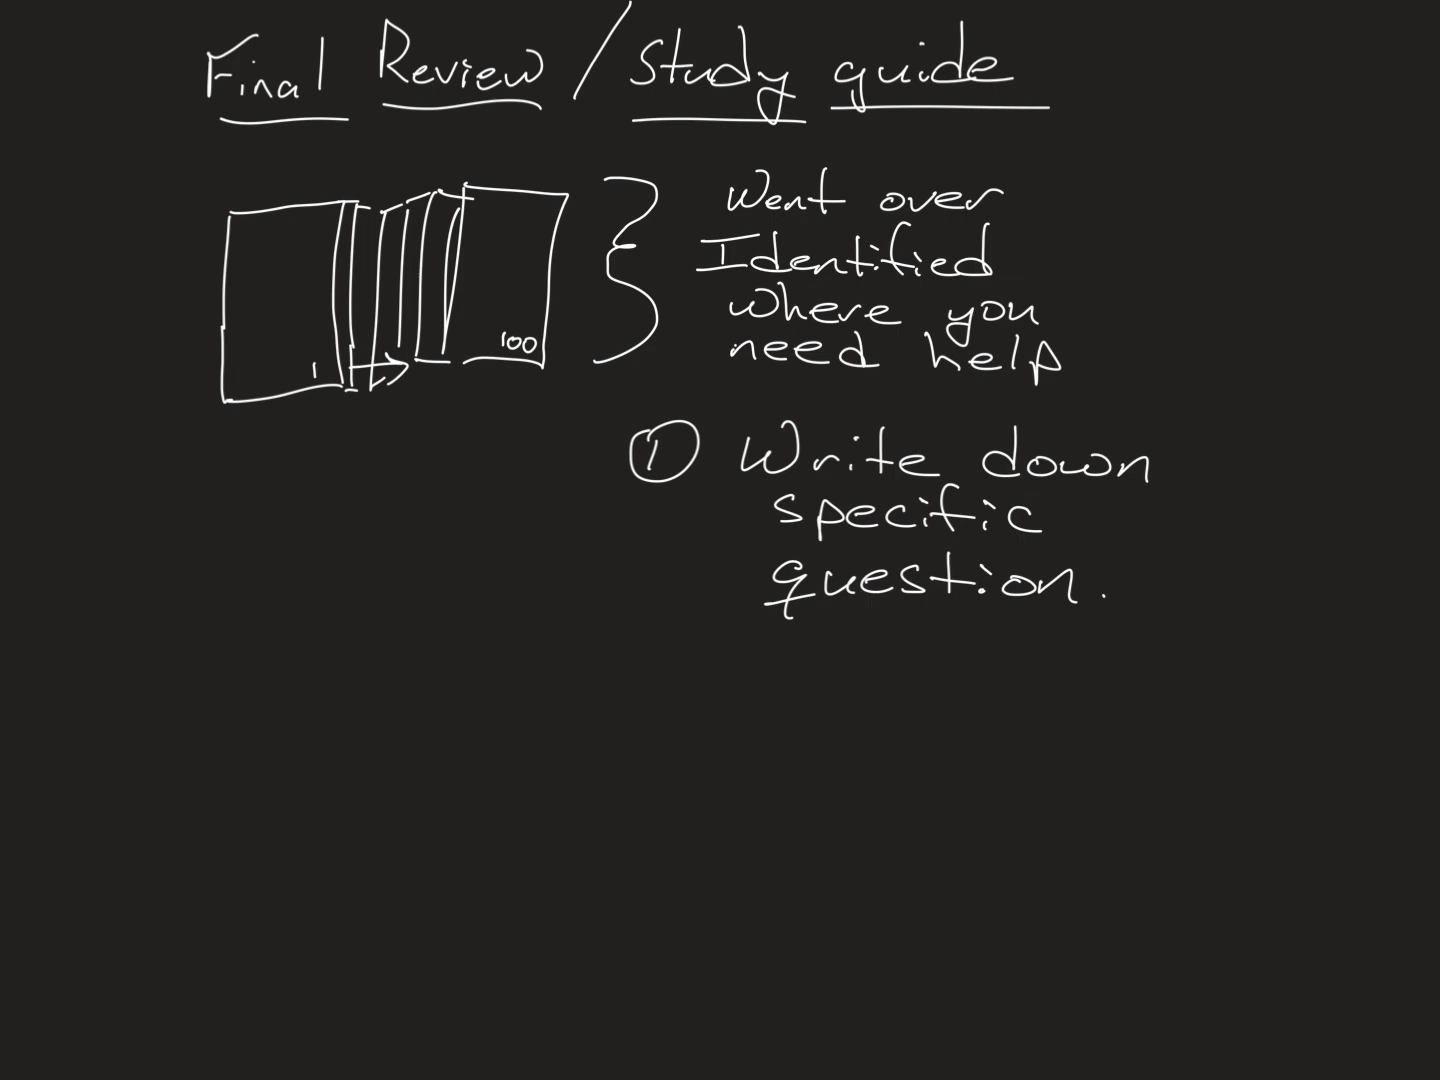 Final Review / Study guide
Went over
Identified
where you
need help
1 100
① Write down
specific
question.